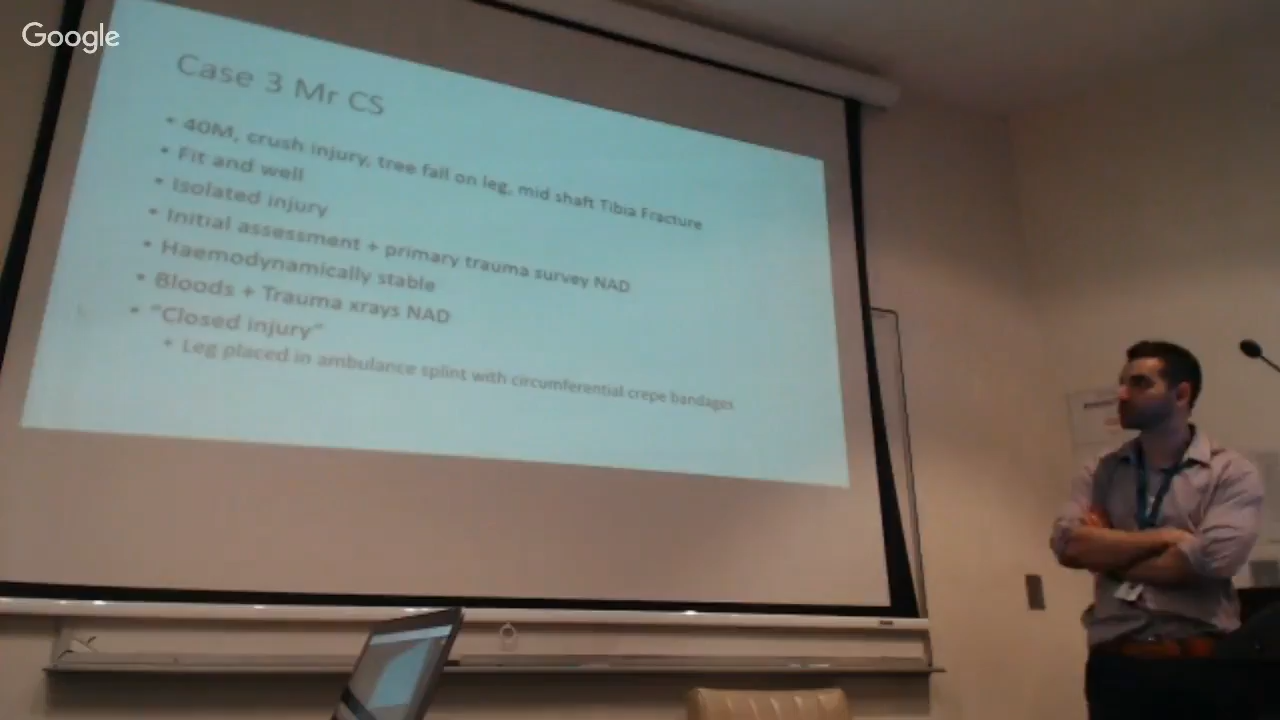 Google
Case 3 Mr CS
• 40M, crush injury, tree fall on leg, mid shaft Tibia Fracture
• Fit and well
• Isolated injury
• Initial assessment + primary trauma survey NAD
• Haemodynamically stable
• Bloods + Trauma xrays NAD
• "Closed injury"
• Leg placed in ambulance splint with circumferential crepe bandages